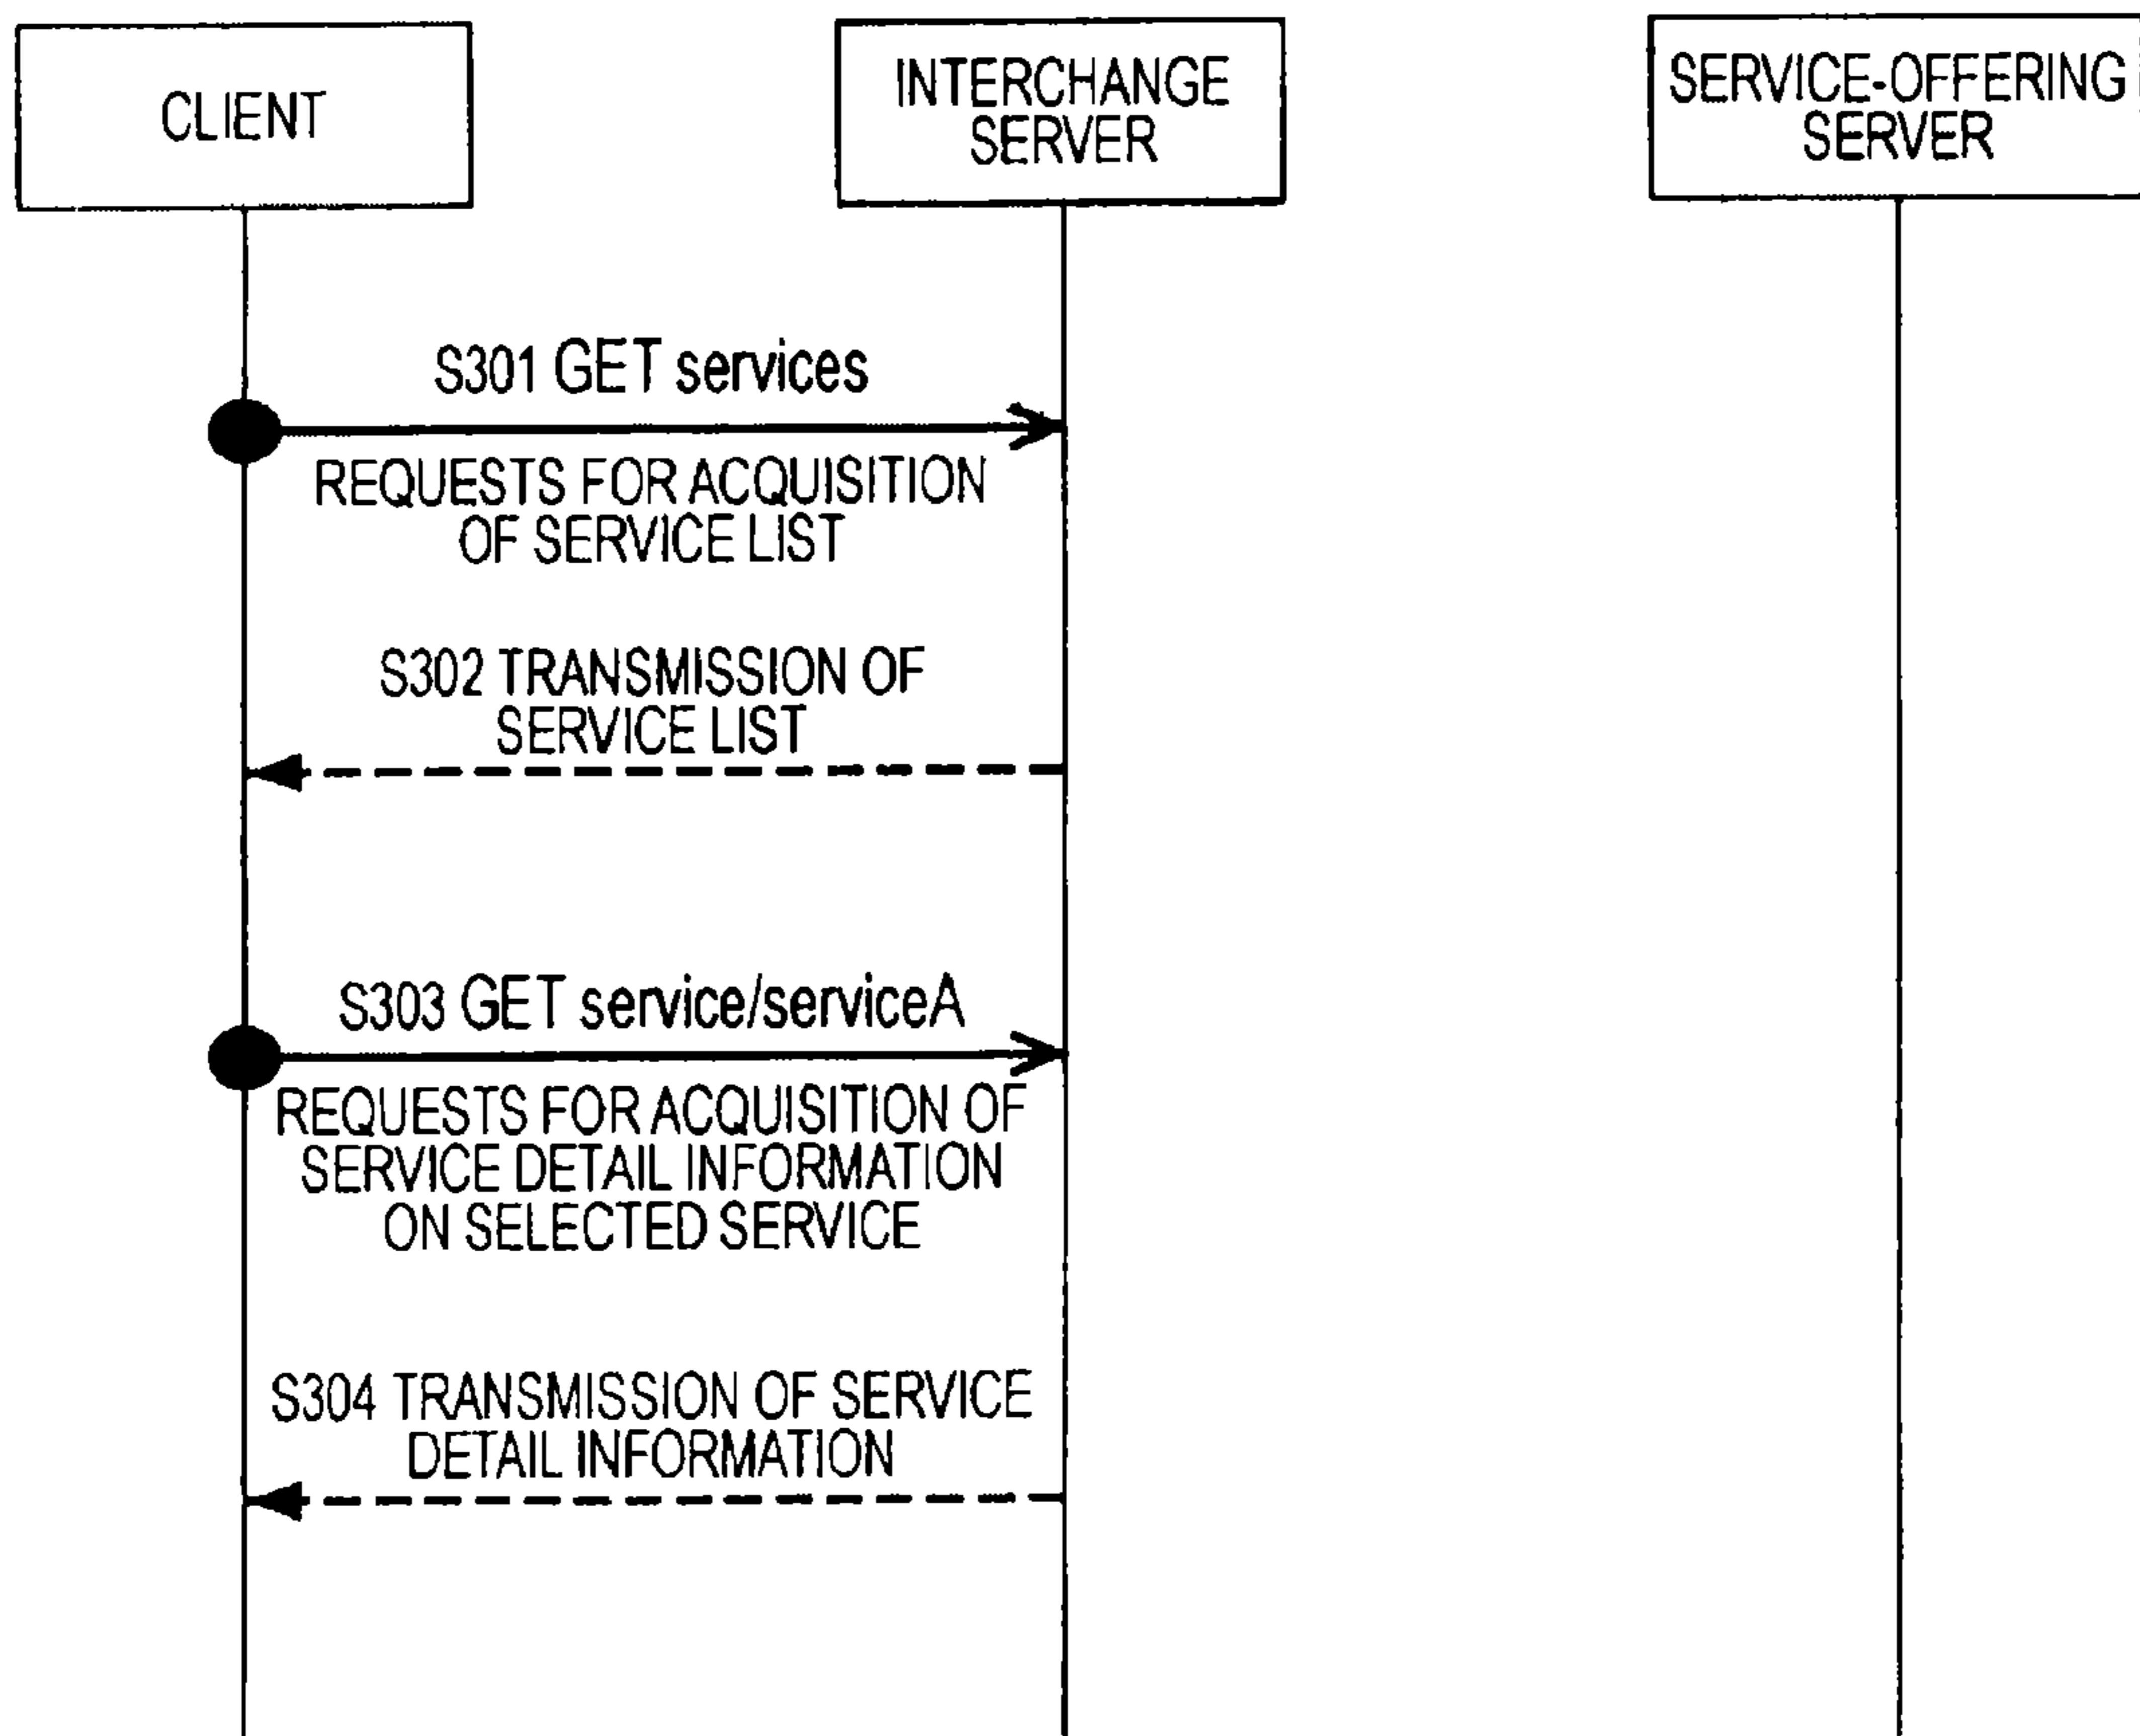 CLIENT
INTERCHANGE
SERVER
SERVICE-OFFERING
SERVER
S301 GET services
REQUESTS FOR ACQUISITION
OF SERVICE LIST
S302 TRANSMISSION OF
SERVICE LIST
S303 GET service/serviceA
REQUESTS FOR ACQUISITION OF
SERVICE DETAIL INFORMATION
ON SELECTED SERVICE
S304 TRANSMISSION OF SERVICE
DETAIL INFORMATION